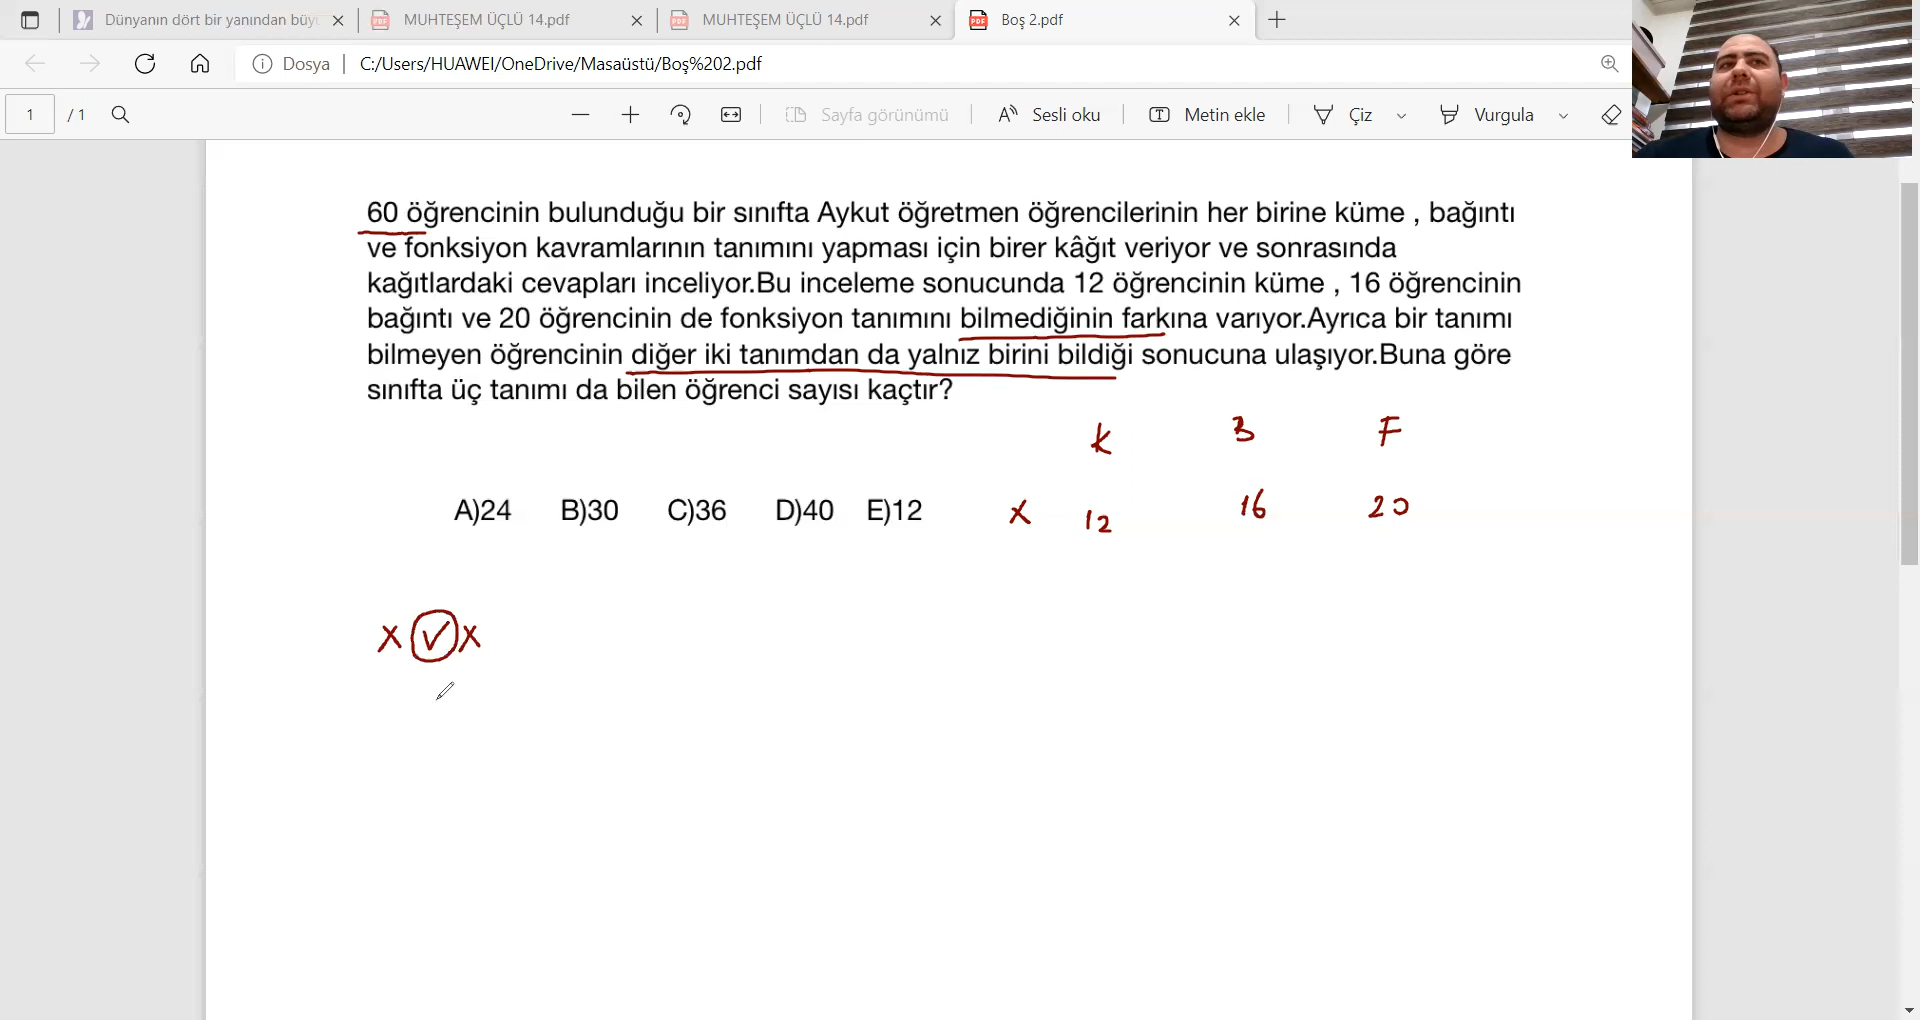 Dünyanın dört bir yanından büyü
MUHTEŞEM ÜÇLÜ 14.pdf
MUHTEŞEM ÜÇLÜ 14.pdf
Boş 2.pdf
Dosya
C:/Users/HUAWEI/OneDrive/Masaüstü/Boş%202.pdf
1 / 1
Sayfa görünümü
Sesli oku
Metin ekle
Çiz
Vurgula
60 öğrencinin bulunduğu bir sınıfta Aykut öğretmen öğrencilerinin her birine küme , bağıntı
ve fonksiyon kavramlarının tanımını yapması için birer kâğıt veriyor ve sonrasında
kağıtlardaki cevapları inceliyor.Bu inceleme sonucunda 12 öğrencinin küme , 16 öğrencinin
bağıntı ve 20 öğrencinin de fonksiyon tanımını bilmediğinin farkına varıyor.Ayrıca bir tanımı
bilmeyen öğrencinin diğer iki tanımdan da yalnız birini bildiği sonucuna ulaşıyor.Buna göre
sınıfta üç tanımı da bilen öğrenci sayısı kaçtır?
K B F
A)24 B)30 C)36 D)40 E)12
X 12 16 20
X ✓ X